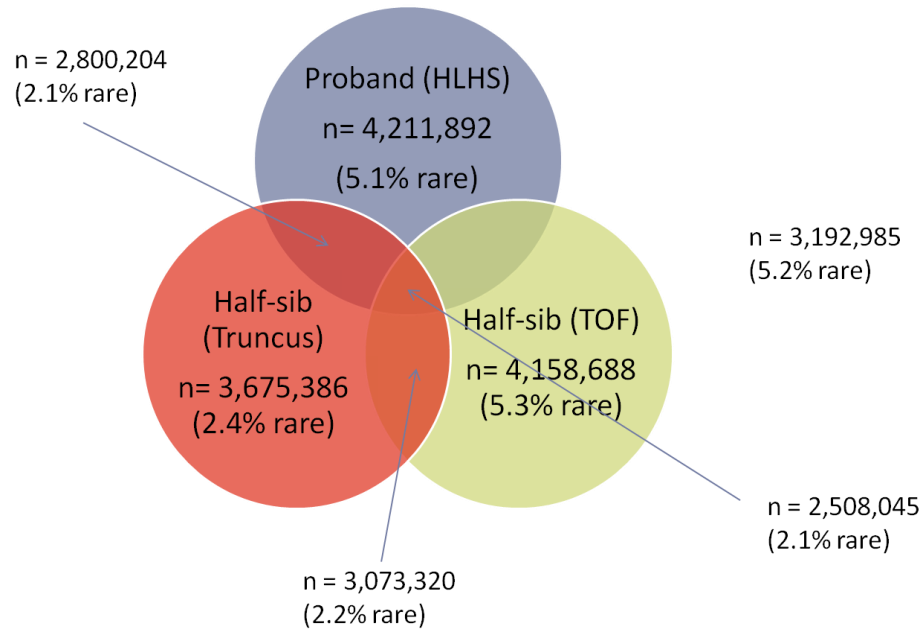 n = 2,800,204
(2.1% rare)
Proband (HLHS)
n= 4,211,892
(5.1% rare)
n = 3,192,985
(5.2% rare)
Half-sib
(Truncus)
n= 3,675,386
(2.4% rare)
Half-sib (TOF)
n= 4,158,688
(5.3% rare)
n = 2,508,045
(2.1% rare)
n = 3,073,320
(2.2% rare)